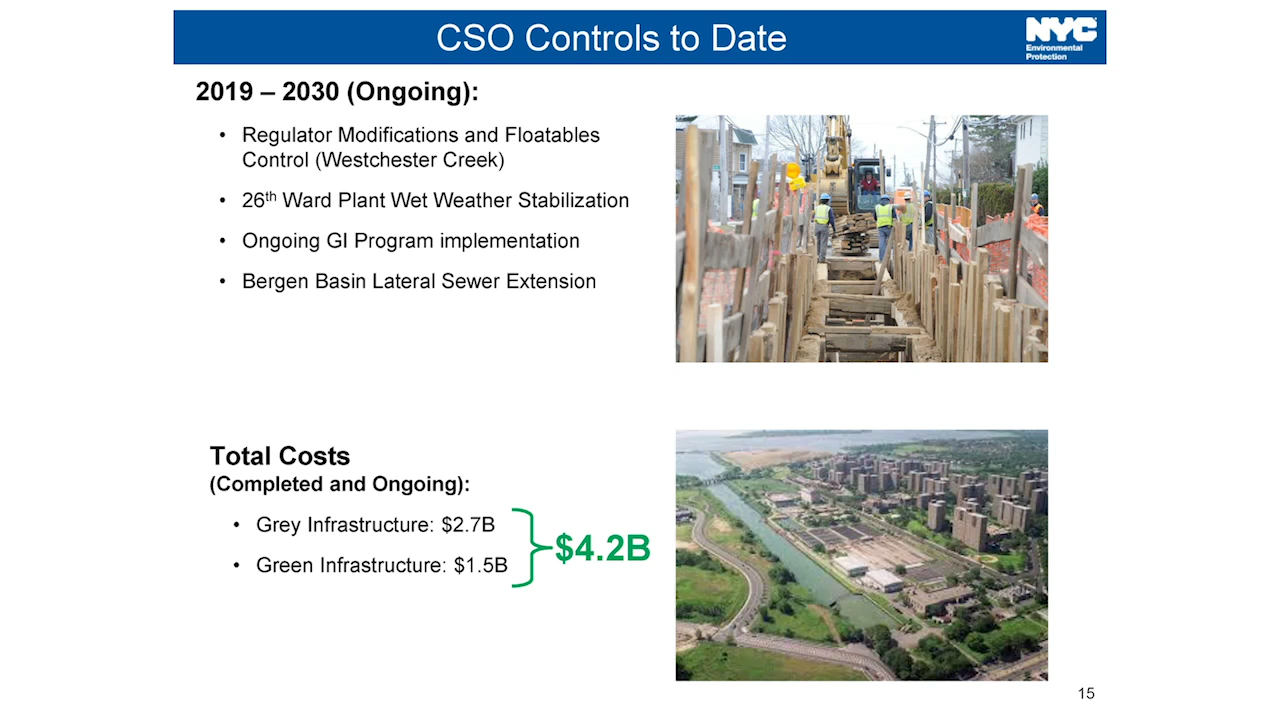 CSO Controls to Date
NYC
Environmental
Protection
2019 – 2030 (Ongoing):
• Regulator Modifications and Floatables
Control (Westchester Creek)
• 26th Ward Plant Wet Weather Stabilization
• Ongoing GI Program implementation
• Bergen Basin Lateral Sewer Extension
Total Costs
(Completed and Ongoing):
• Grey Infrastructure: $2.7B
• Green Infrastructure: $1.5B
$4.2B
15